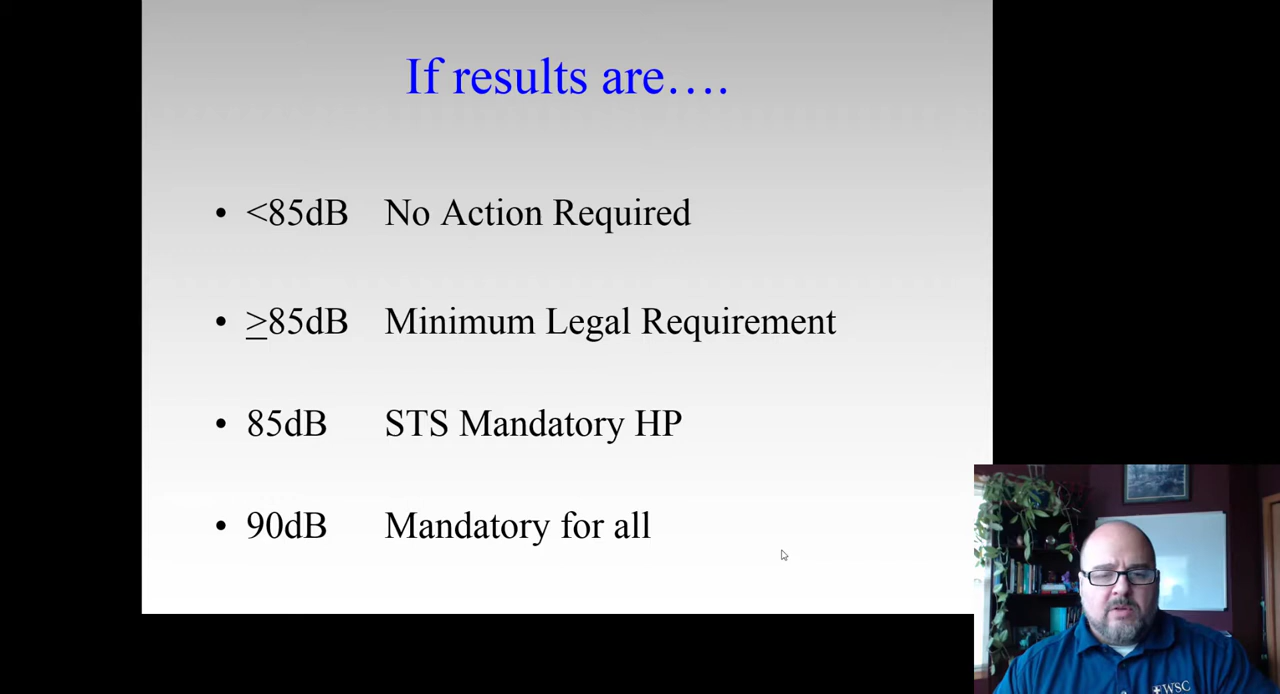 If results are….
• <85dB No Action Required
• ≥85dB Minimum Legal Requirement
• 85dB STS Mandatory HP
• 90dB Mandatory for all
WSC